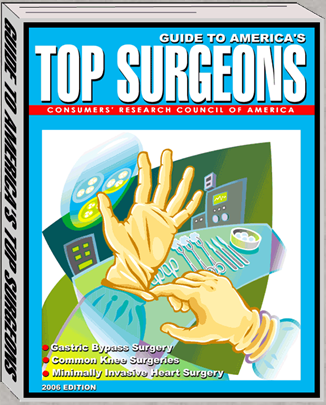 GUIDE TO AMERICA'S
TOP SURGEONS
CONSUMERS' RESEARCH COUNCIL OF AMERICA
Gastric Bypass Surgery
Common Knee Surgeries
Minimally Invasive Heart Surgery
2006 EDITION
GUIDE TO AMERICA'S TOP SURGEONS